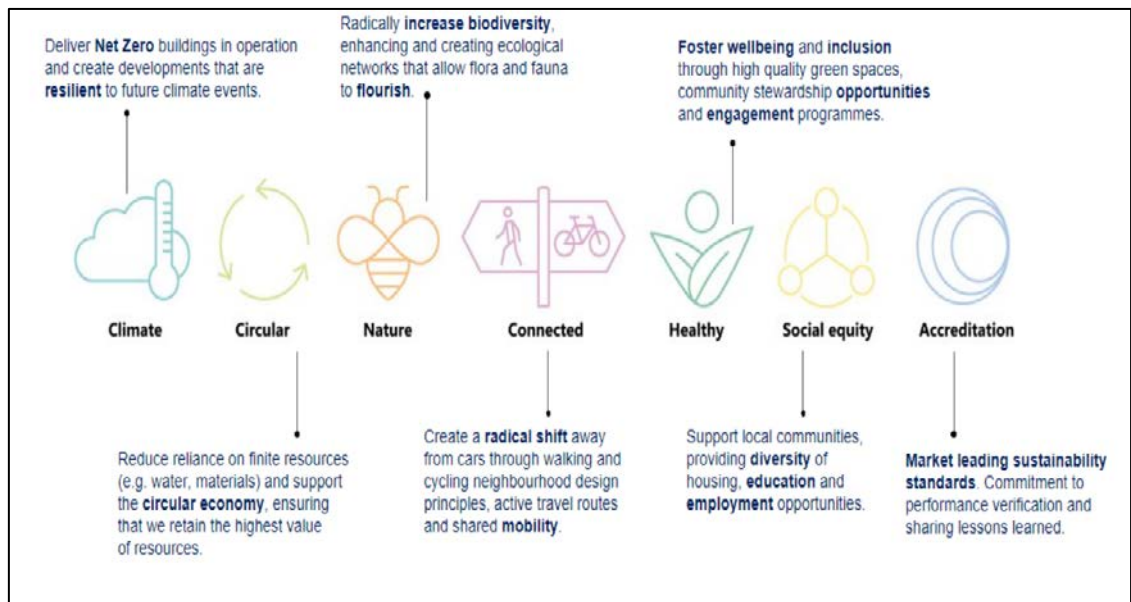 Deliver Net Zero buildings in operation
and create developments that are
resilient to future climate events.
Radically increase biodiversity,
enhancing and creating ecological
networks that allow flora and fauna
to flourish.
Foster wellbeing and inclusion
through high quality green spaces,
community stewardship opportunities
and engagement programmes.
Climate
Circular
Nature
Connected
Healthy
Social equity
Accreditation
Reduce reliance on finite resources
(e.g. water, materials) and support
the circular economy, ensuring
that we retain the highest value
of resources.
Create a radical shift away
from cars through walking and
cycling neighbourhood design
principles, active travel routes
and shared mobility.
Support local communities,
providing diversity of
housing, education and
employment opportunities.
Market leading sustainability
standards. Commitment to
performance verification and
sharing lessons learned.